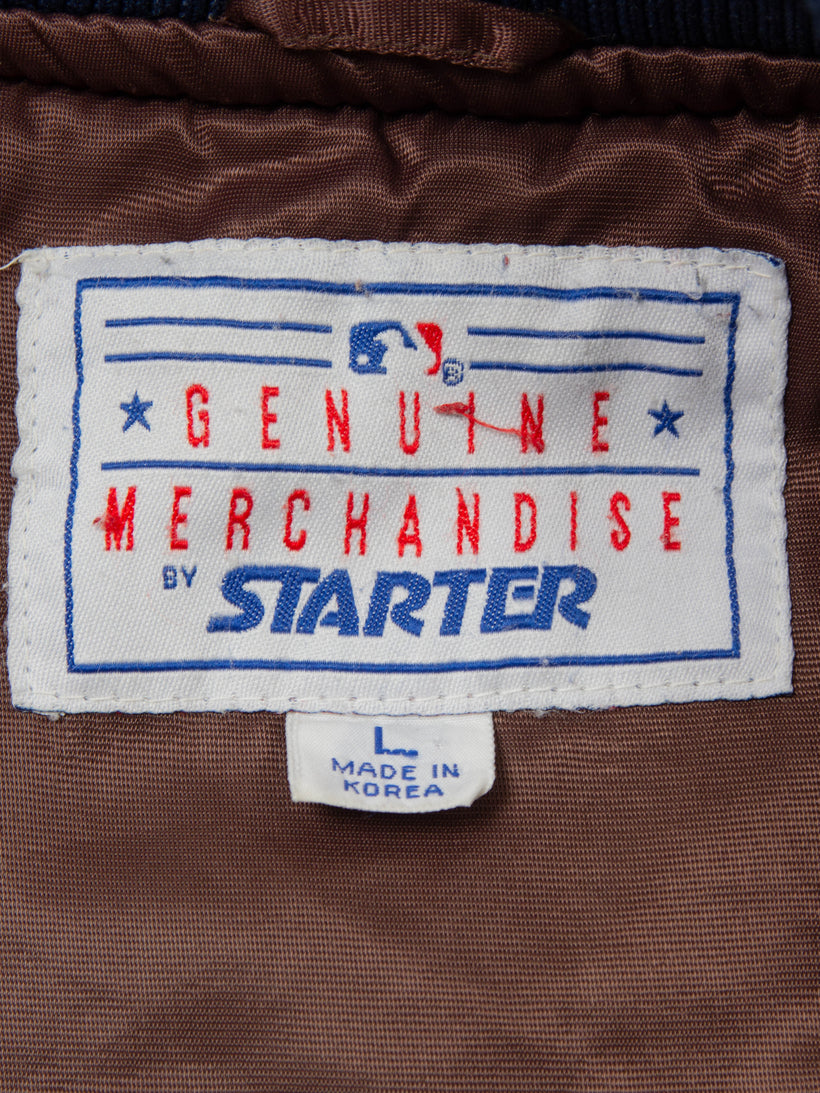 ®
GENUINE
MERCHANDISE
BY STARTER
L
MADE IN
KOREA